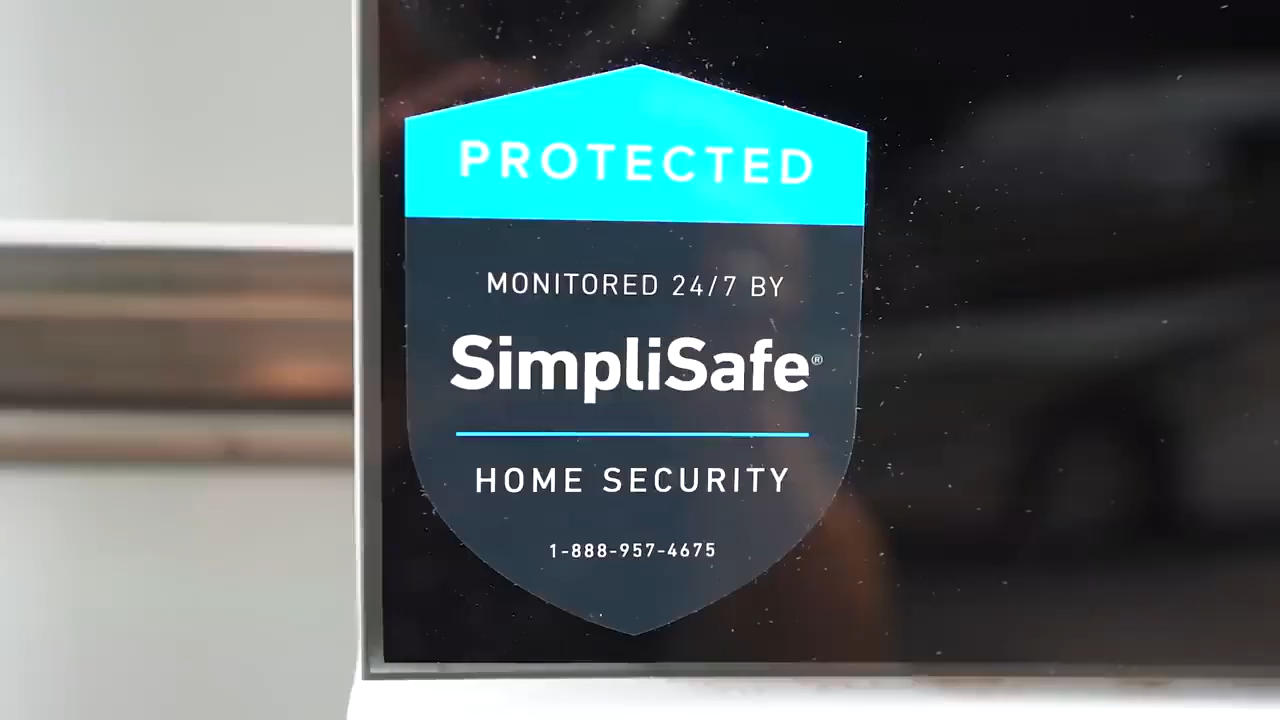 PROTECTED
MONITORED 24/7 BY
SimpliSafe®
HOME SECURITY
1-888-957-4675